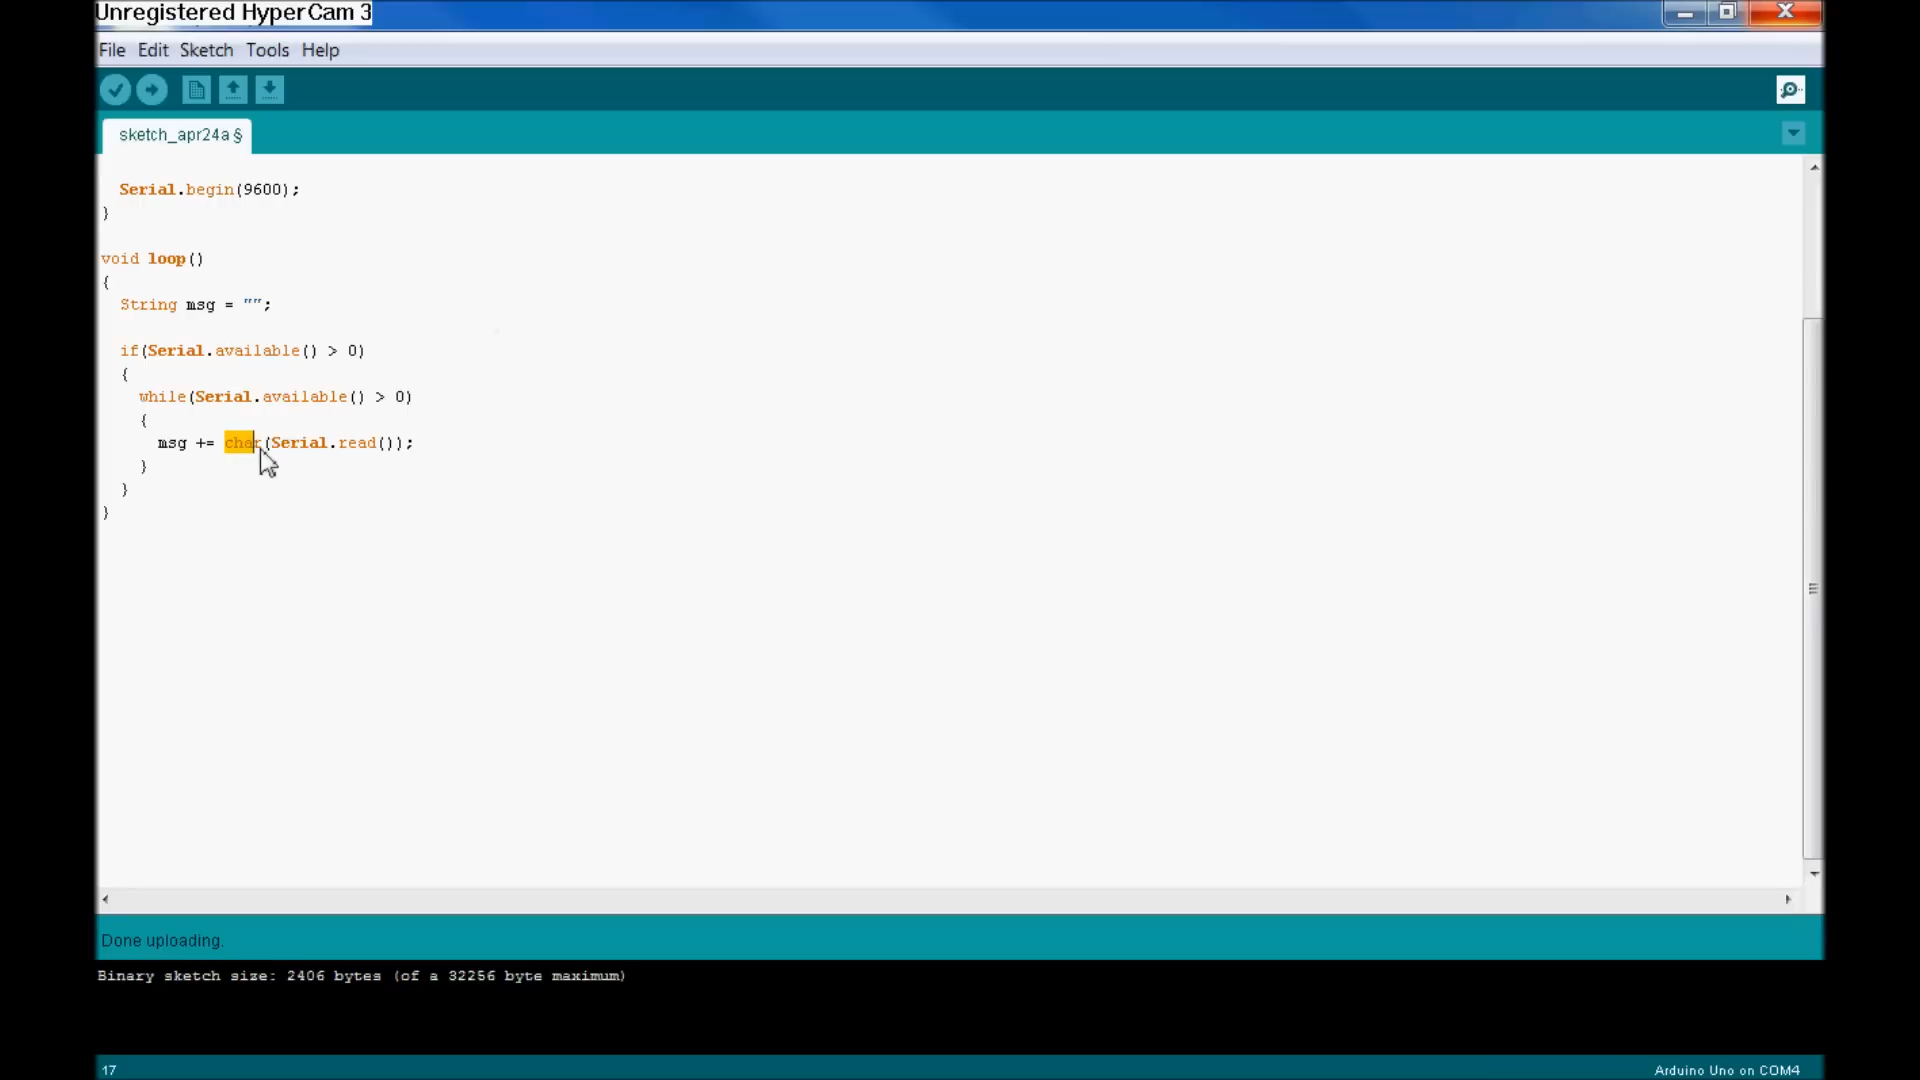 Unregistered HyperCam 3
File Edit Sketch Tools Help
sketch_apr24a §
Serial.begin(9600);
}
void loop()
{
String msg = "";
if(Serial.available() > 0)
{
while(Serial.available() > 0)
{
msg += char(Serial.read());
}
}
}
Done uploading.
Binary sketch size: 2406 bytes (of a 32256 byte maximum)
17 Arduino Uno on COM4